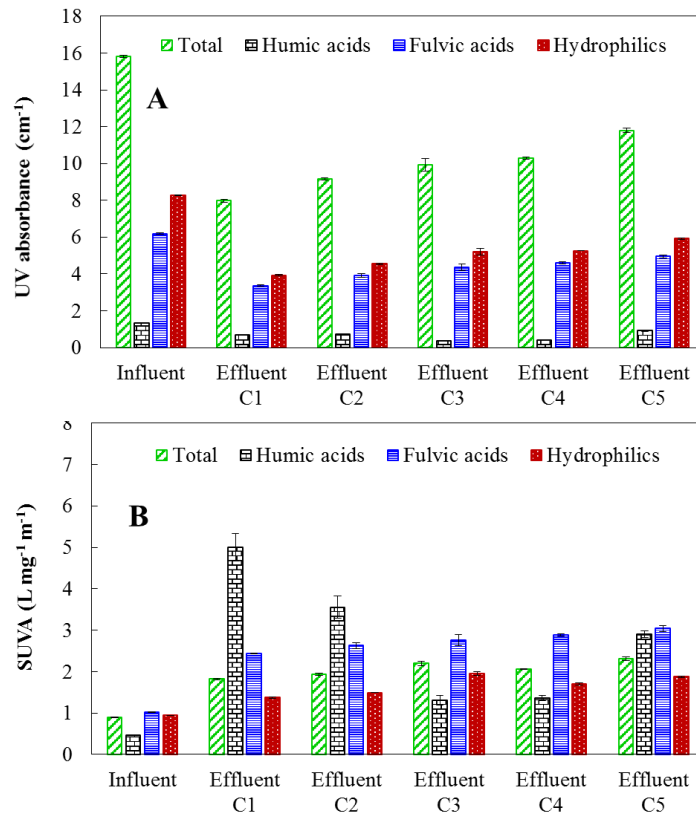 18
16
14
12
10
8
6
4
2
0
UV absorbance (cm⁻¹)
Total Humic acids Fulvic acids Hydrophilics
A
Influent Effluent C1 Effluent C2 Effluent C3 Effluent C4 Effluent C5
8
7
6
5
4
3
2
1
0
SUVA (L mg⁻¹ m⁻¹)
Total Humic acids Fulvic acids Hydrophilics
B
Influent Effluent C1 Effluent C2 Effluent C3 Effluent C4 Effluent C5